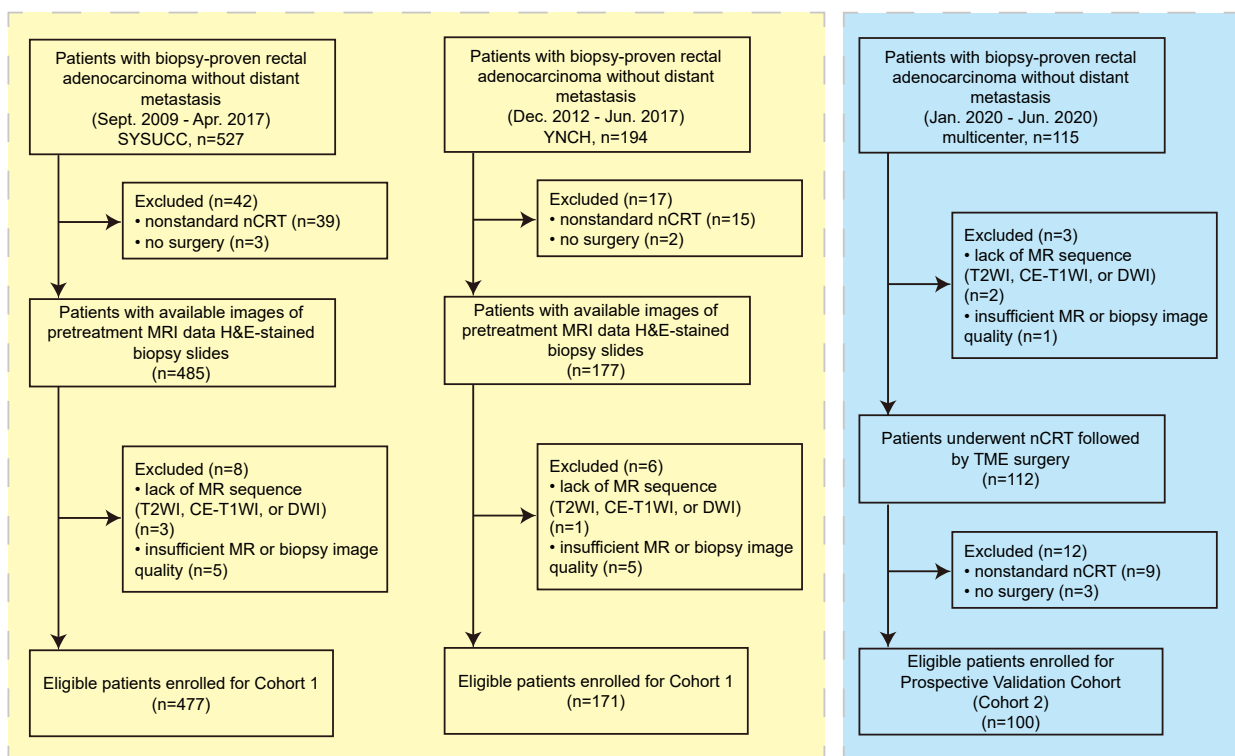 Patients with biopsy-proven rectal
adenocarcinoma without distant
metastasis
(Sept. 2009 - Apr. 2017)
SYSUCC, n=527
Excluded (n=42)
• nonstandard nCRT (n=39)
• no surgery (n=3)
Patients with available images of
pretreatment MRI data H&E-stained
biopsy slides
(n=485)
Excluded (n=8)
• lack of MR sequence
(T2WI, CE-T1WI, or DWI)
(n=3)
• insufficient MR or biopsy image
quality (n=5)
Eligible patients enrolled for Cohort 1
(n=477)
Patients with biopsy-proven rectal
adenocarcinoma without distant
metastasis
(Dec. 2012 - Jun. 2017)
YNCH, n=194
Excluded (n=17)
• nonstandard nCRT (n=15)
• no surgery (n=2)
Patients with available images of
pretreatment MRI data H&E-stained
biopsy slides
(n=177)
Excluded (n=6)
• lack of MR sequence
(T2WI, CE-T1WI, or DWI)
(n=1)
• insufficient MR or biopsy image
quality (n=5)
Eligible patients enrolled for Cohort 1
(n=171)
Patients with biopsy-proven rectal
adenocarcinoma without distant
metastasis
(Jan. 2020 - Jun. 2020)
multicenter, n=115
Excluded (n=3)
• lack of MR sequence
(T2WI, CE-T1WI, or DWI)
(n=2)
• insufficient MR or biopsy image
quality (n=1)
Patients underwent nCRT followed
by TME surgery
(n=112)
Excluded (n=12)
• nonstandard nCRT (n=9)
• no surgery (n=3)
Eligible patients enrolled for
Prospective Validation Cohort
(Cohort 2)
(n=100)